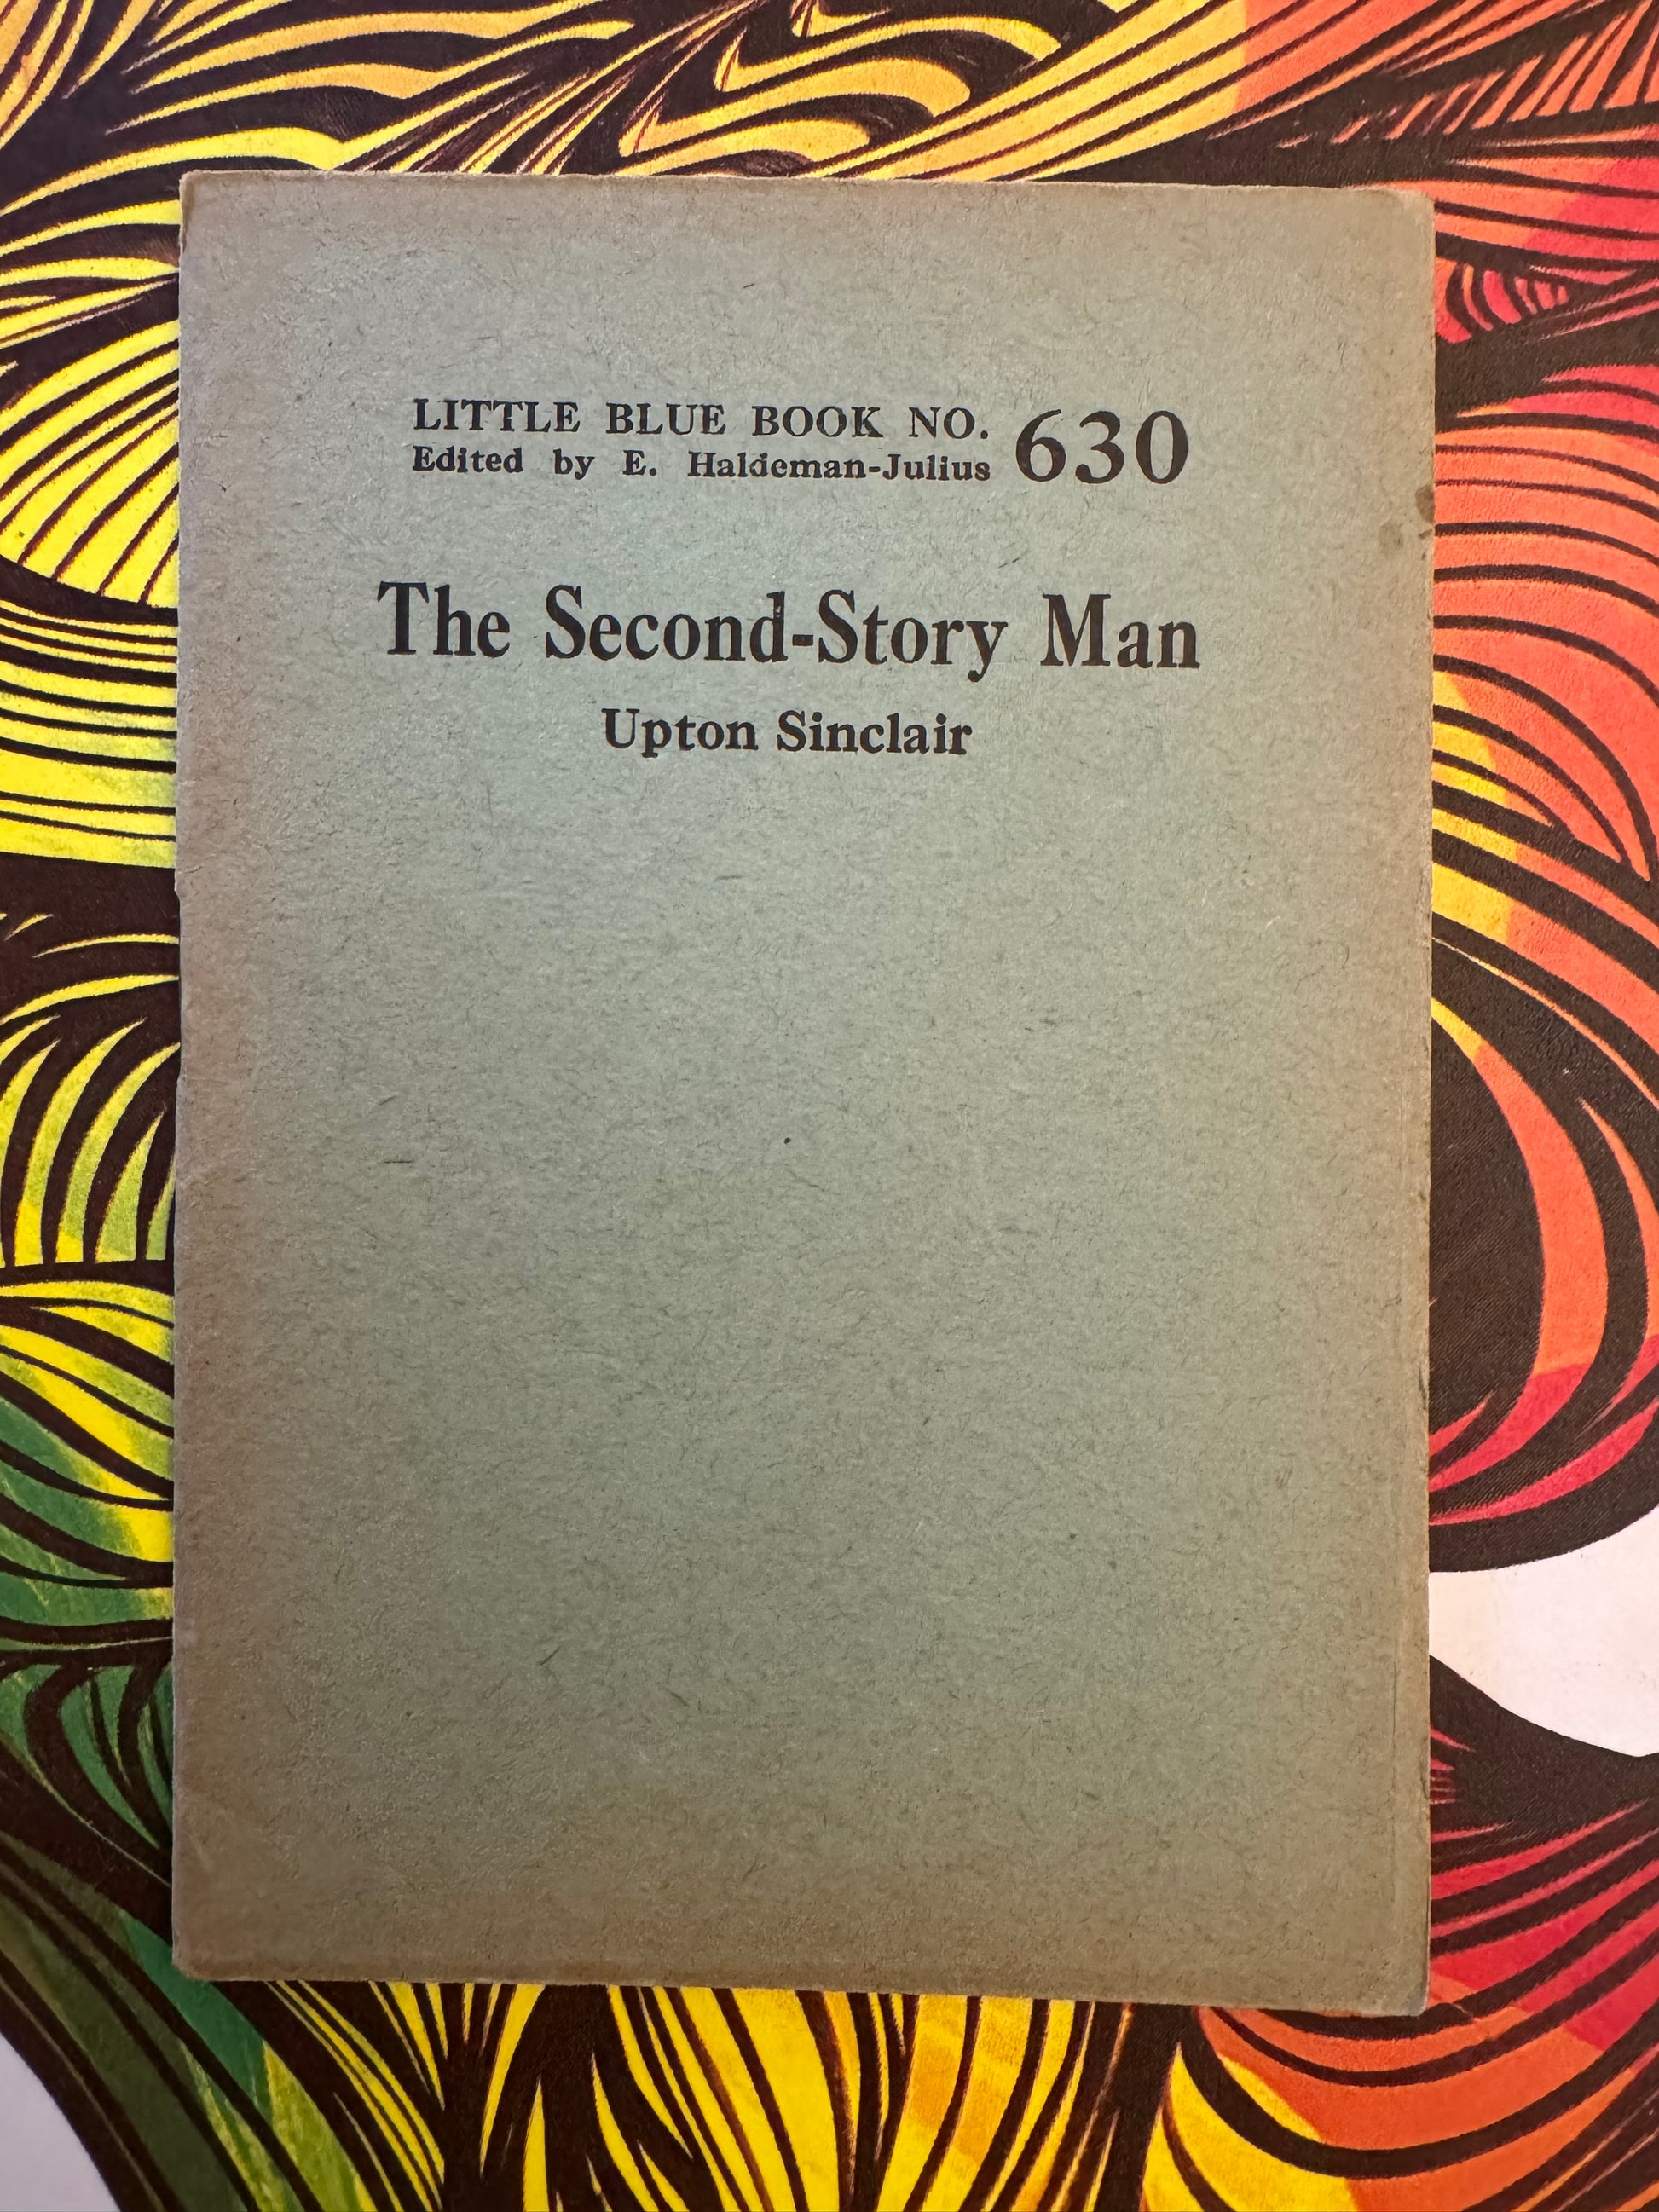 LITTLE BLUE BOOK NO. 630
Edited by E. Haldeman-Julius
The Second-Story Man
Upton Sinclair